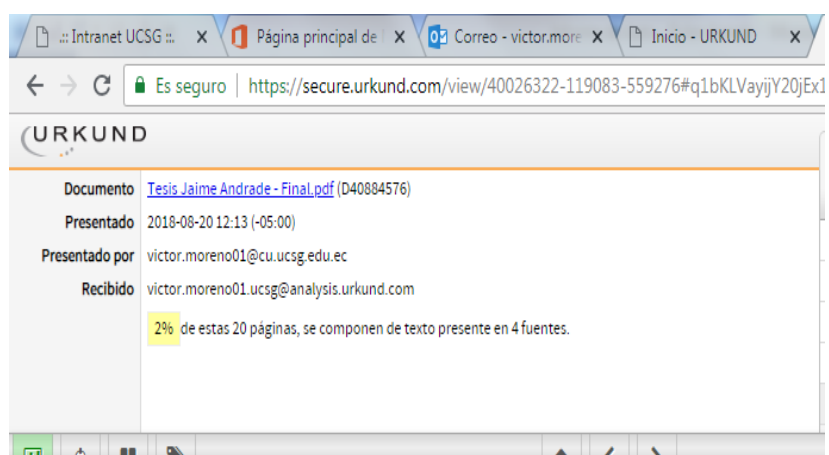 .:: Intranet UCSG ::. x Página principal de x Correo - victor.more x Inicio - URKUND x
Es seguro | https://secure.urkund.com/view/40026322-119083-559276#q1bKLVayijY20jEx1
URKUND
Documento Tesis Jaime Andrade - Final.pdf (D40884576)
Presentado 2018-08-20 12:13 (-05:00)
Presentado por victor.moreno01@cu.ucsg.edu.ec
Recibido victor.moreno01.ucsg@analysis.urkund.com
2% de estas 20 páginas, se componen de texto presente en 4 fuentes.